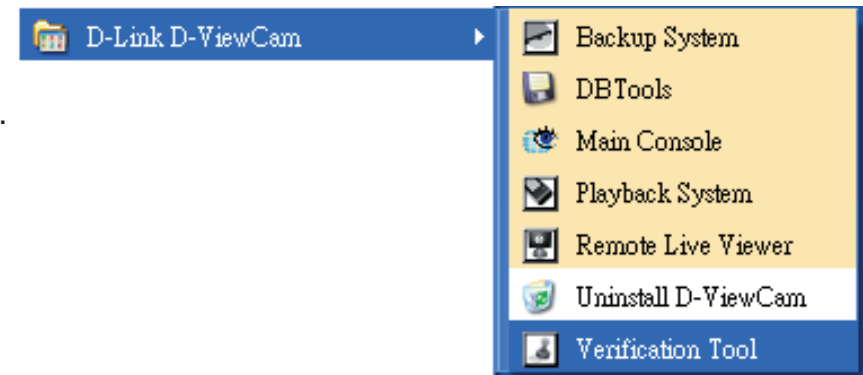 D-Link D-ViewCam
Backup System
DBTools
Main Console
Playback System
Remote Live Viewer
Uninstall D-ViewCam
Verification Tool
.